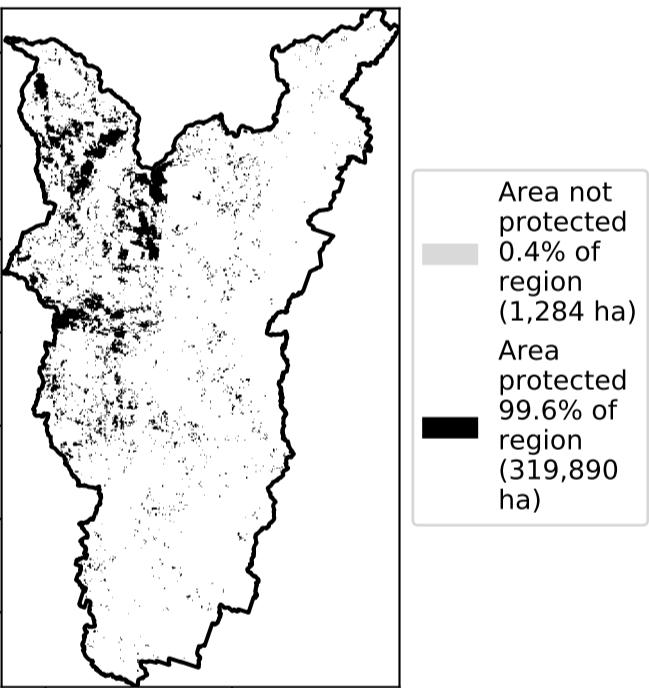 Area not
protected
0.4% of
region
(1,284 ha)
Area
protected
99.6% of
region
(319,890
ha)